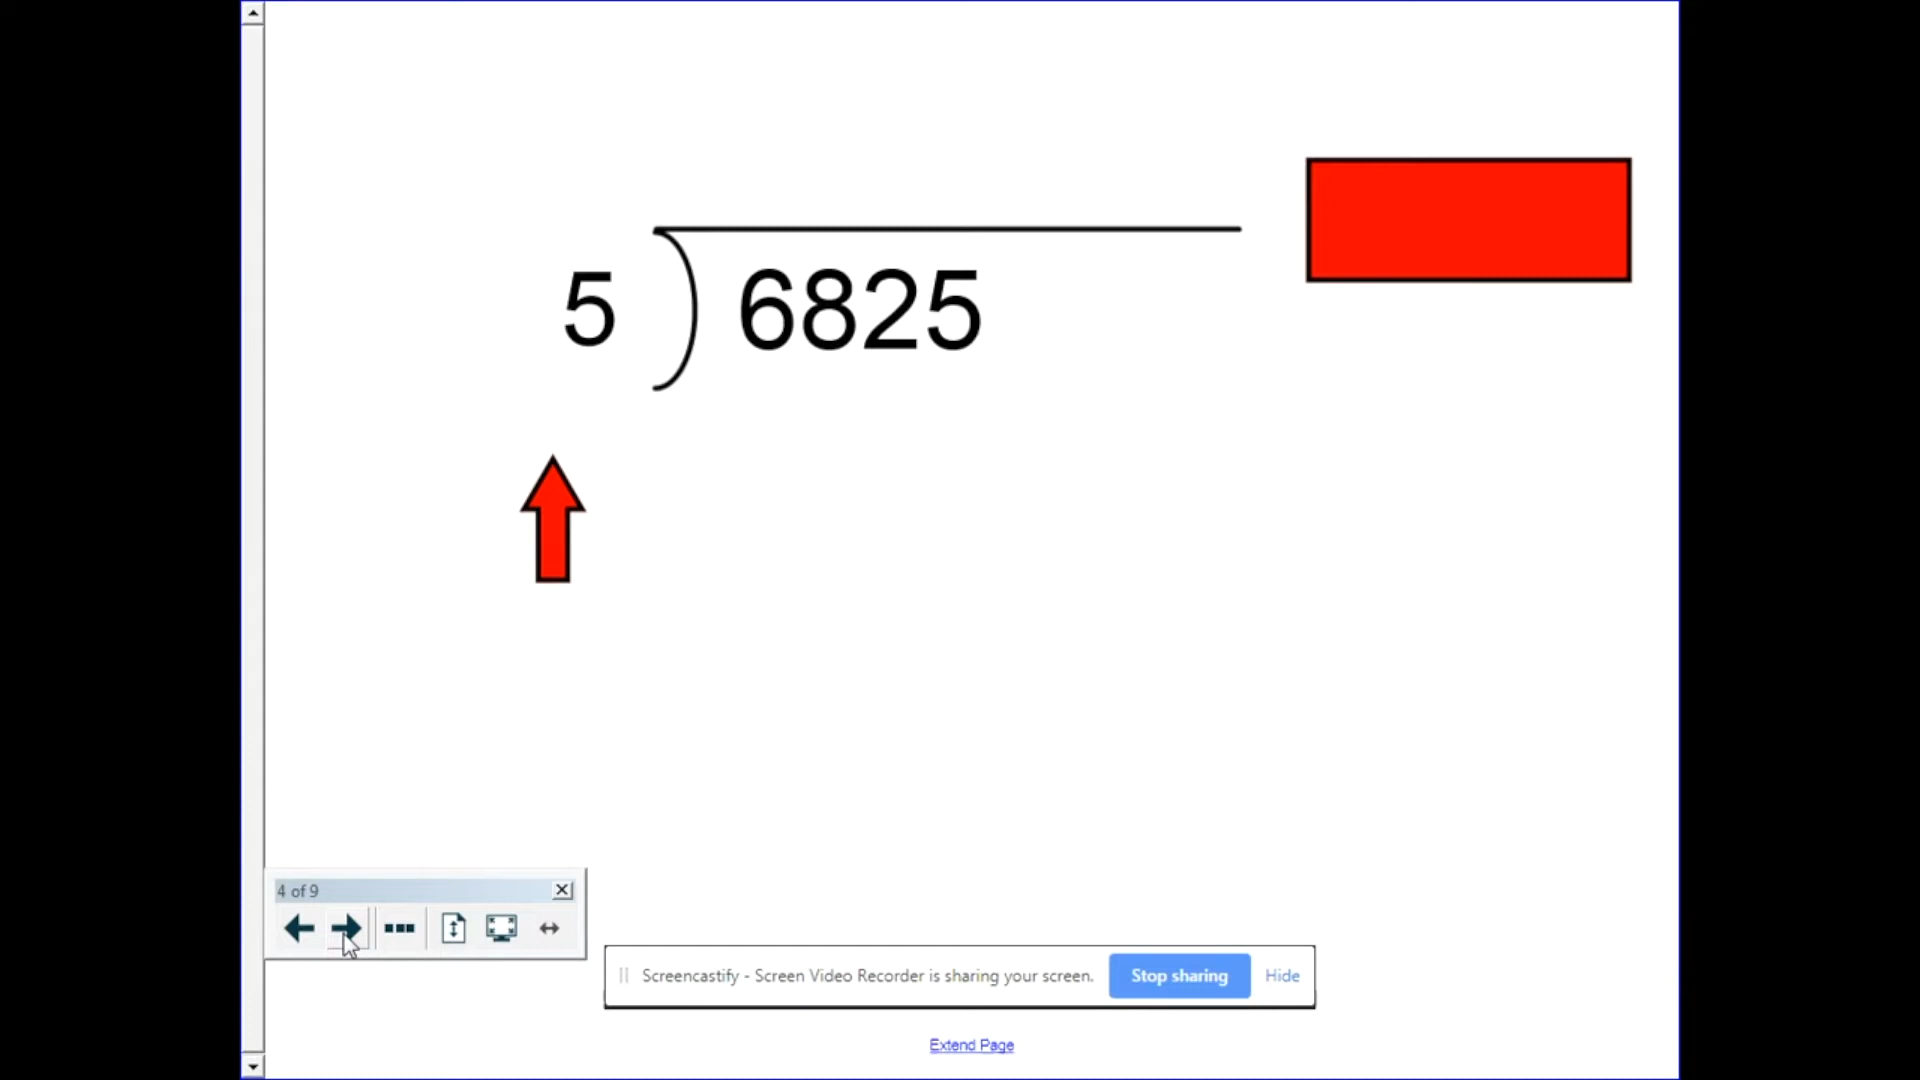 5 6825
4 of 9
Screencastify - Screen Video Recorder is sharing your screen. Stop sharing Hide
Extend Page